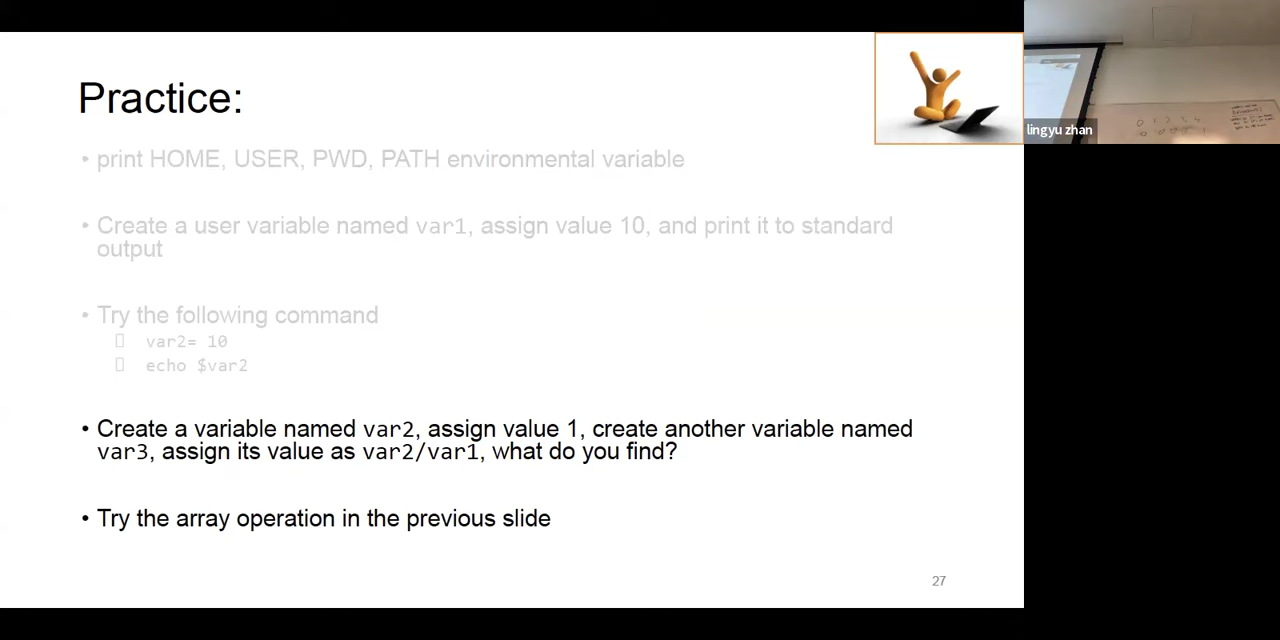 Practice:
• print HOME, USER, PWD, PATH environmental variable
• Create a user variable named var1, assign value 10, and print it to standard
output
• Try the following command
var2= 10
echo $var2
• Create a variable named var2, assign value 1, create another variable named
var3, assign its value as var2/var1, what do you find?
• Try the array operation in the previous slide
27
lingyu zhan